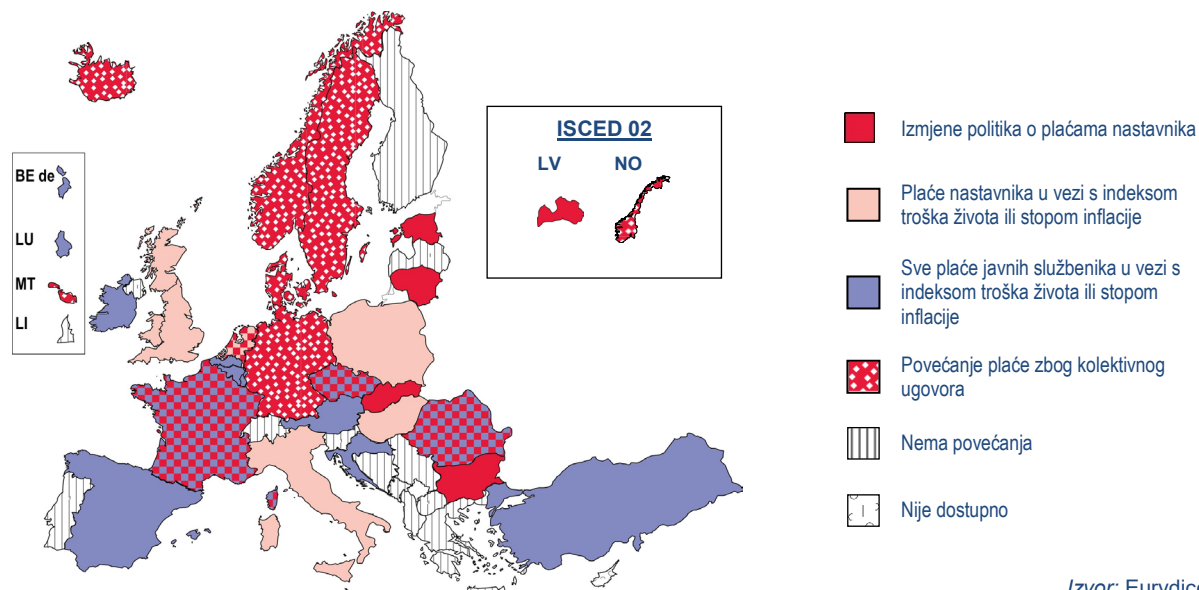 BE de
LU
MT
LI
ISCED 02
LV NO
Izmjene politika o plaćama nastavnika
Plaće nastavnika u vezi s indeksom
troška života ili stopom inflacije
Sve plaće javnih službenika u vezi s
indeksom troška života ili stopom
inflacije
Povećanje plaće zbog kolektivnog
ugovora
Nema povećanja
Nije dostupno
Izvor: Eurydice